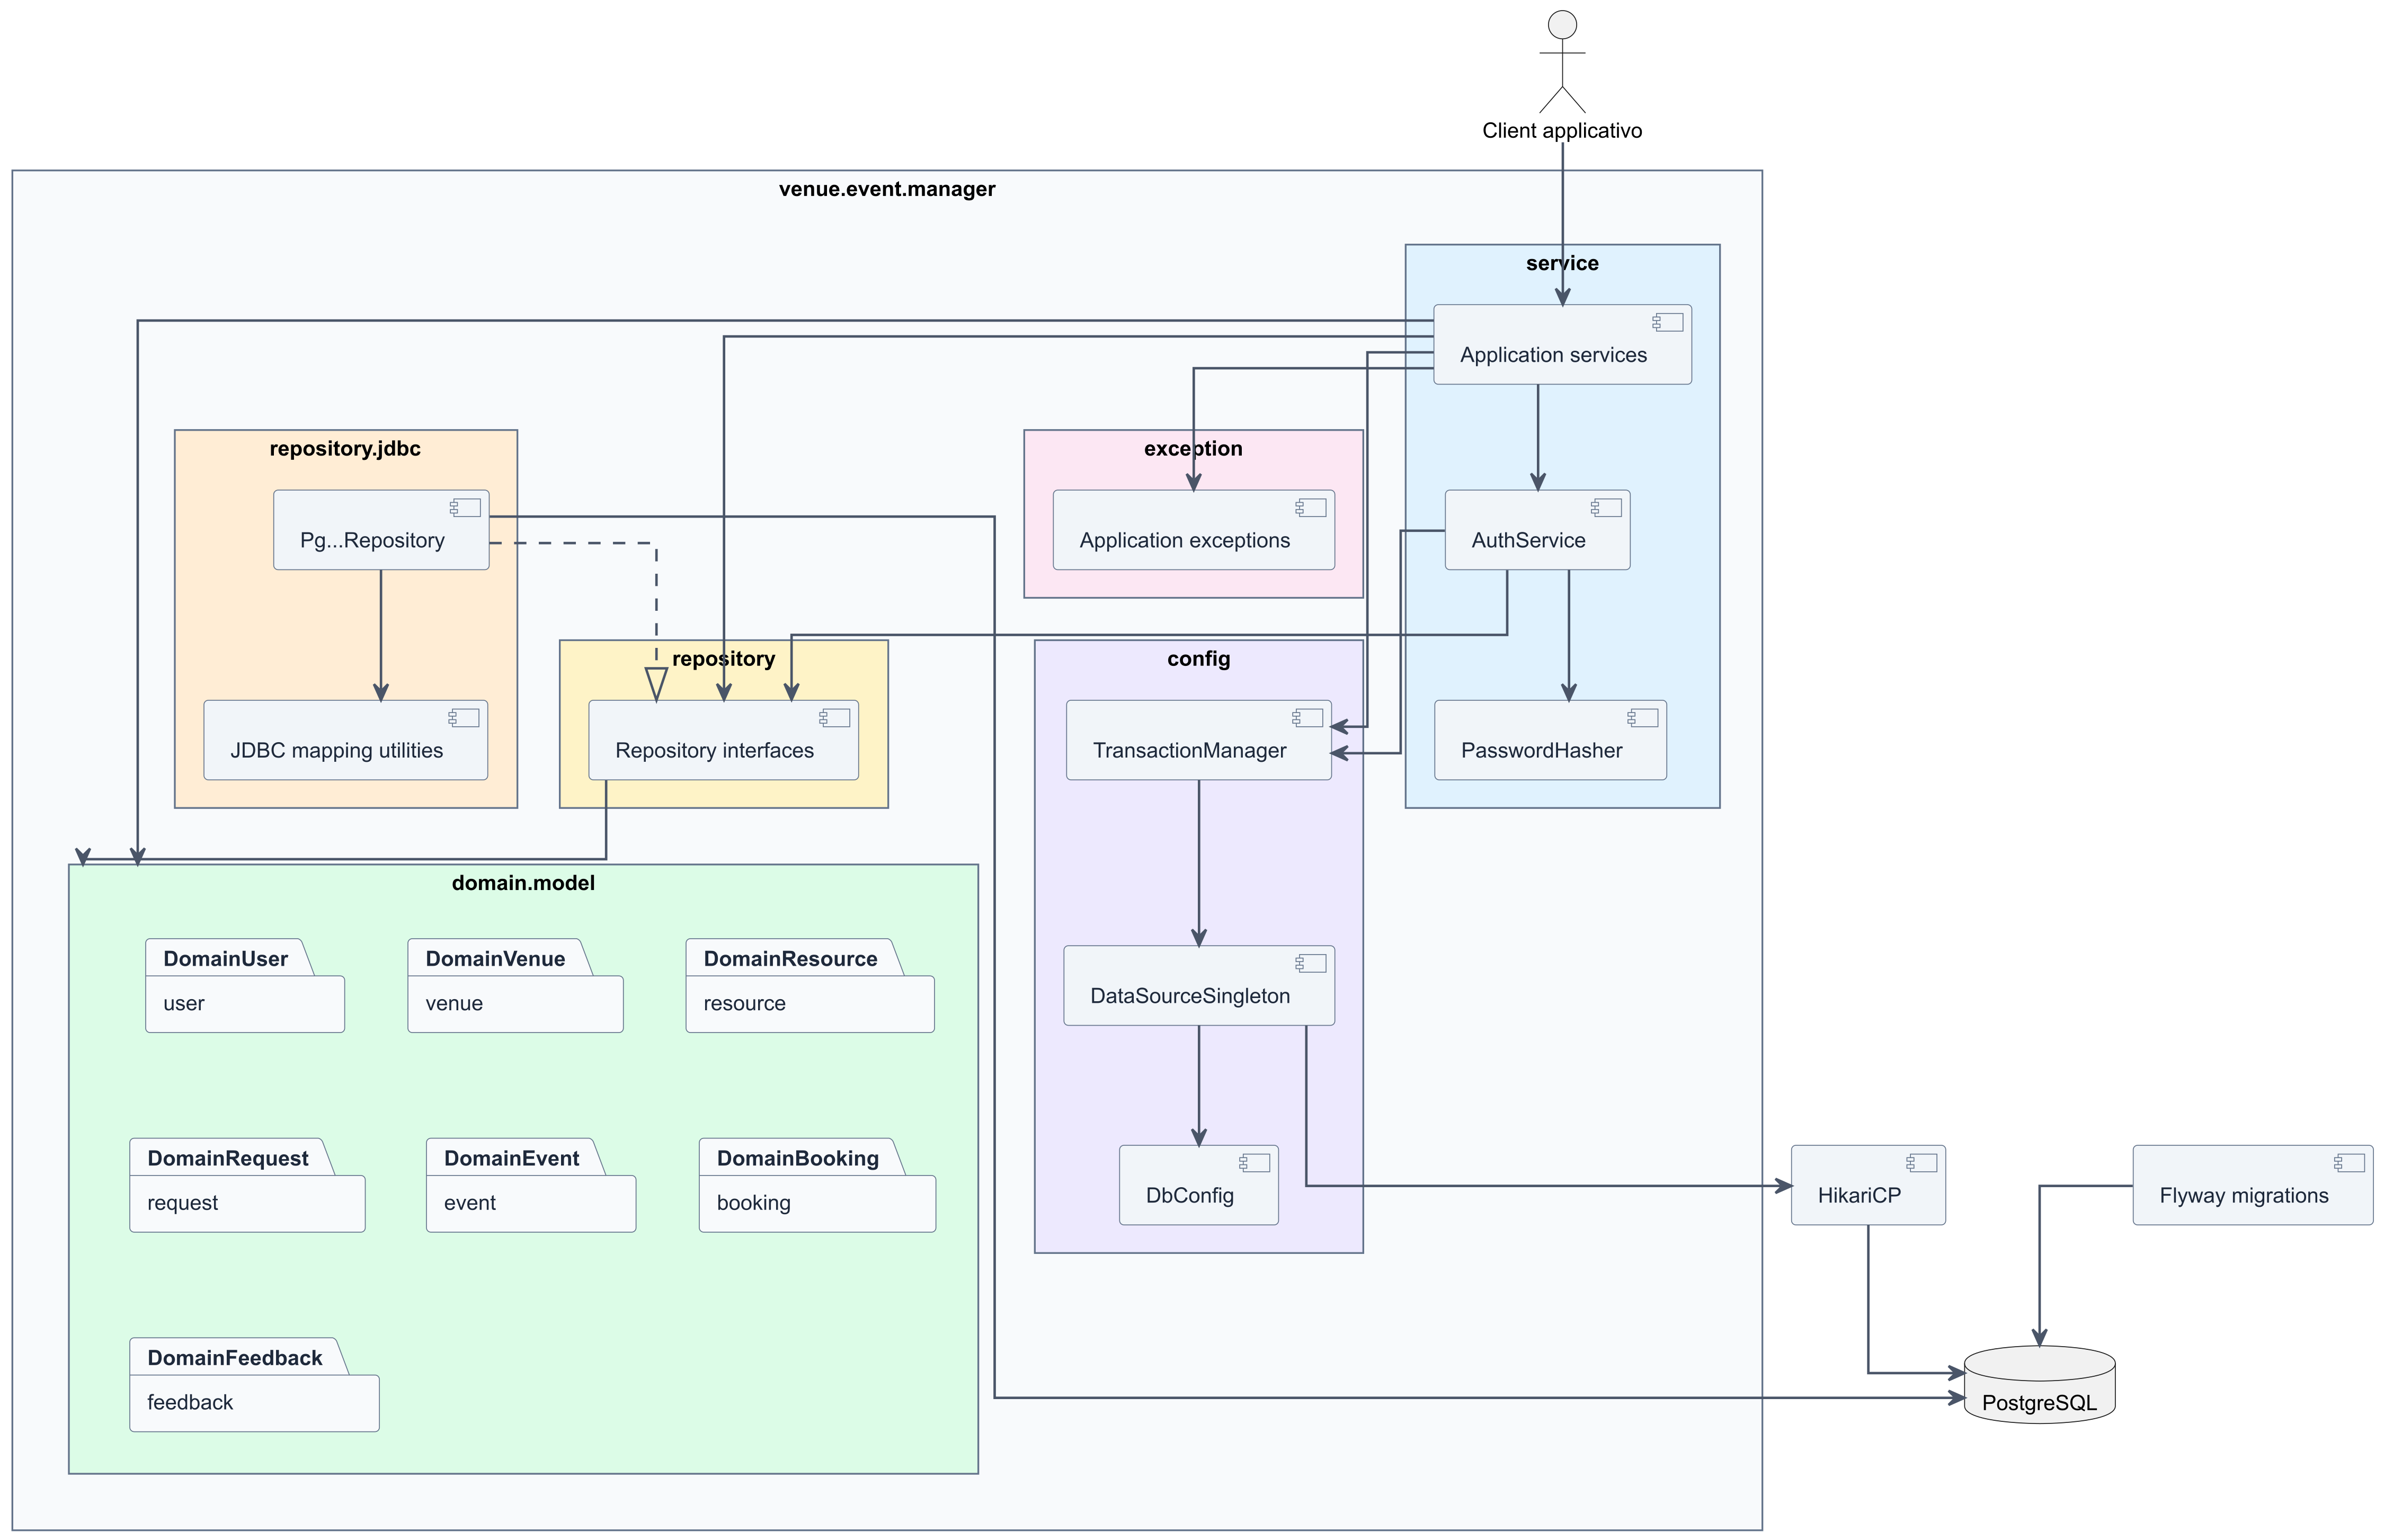 Client applicativo
venue.event.manager
service
Application services
repository.jdbc
exception
Pg...Repository
Application exceptions
AuthService
repository
config
JDBC mapping utilities
Repository interfaces
TransactionManager
PasswordHasher
domain.model
DomainUser
user
DomainVenue
venue
DomainResource
resource
DataSourceSingleton
DomainRequest
request
DomainEvent
event
DomainBooking
booking
DbConfig
HikariCP
Flyway migrations
DomainFeedback
feedback
PostgreSQL